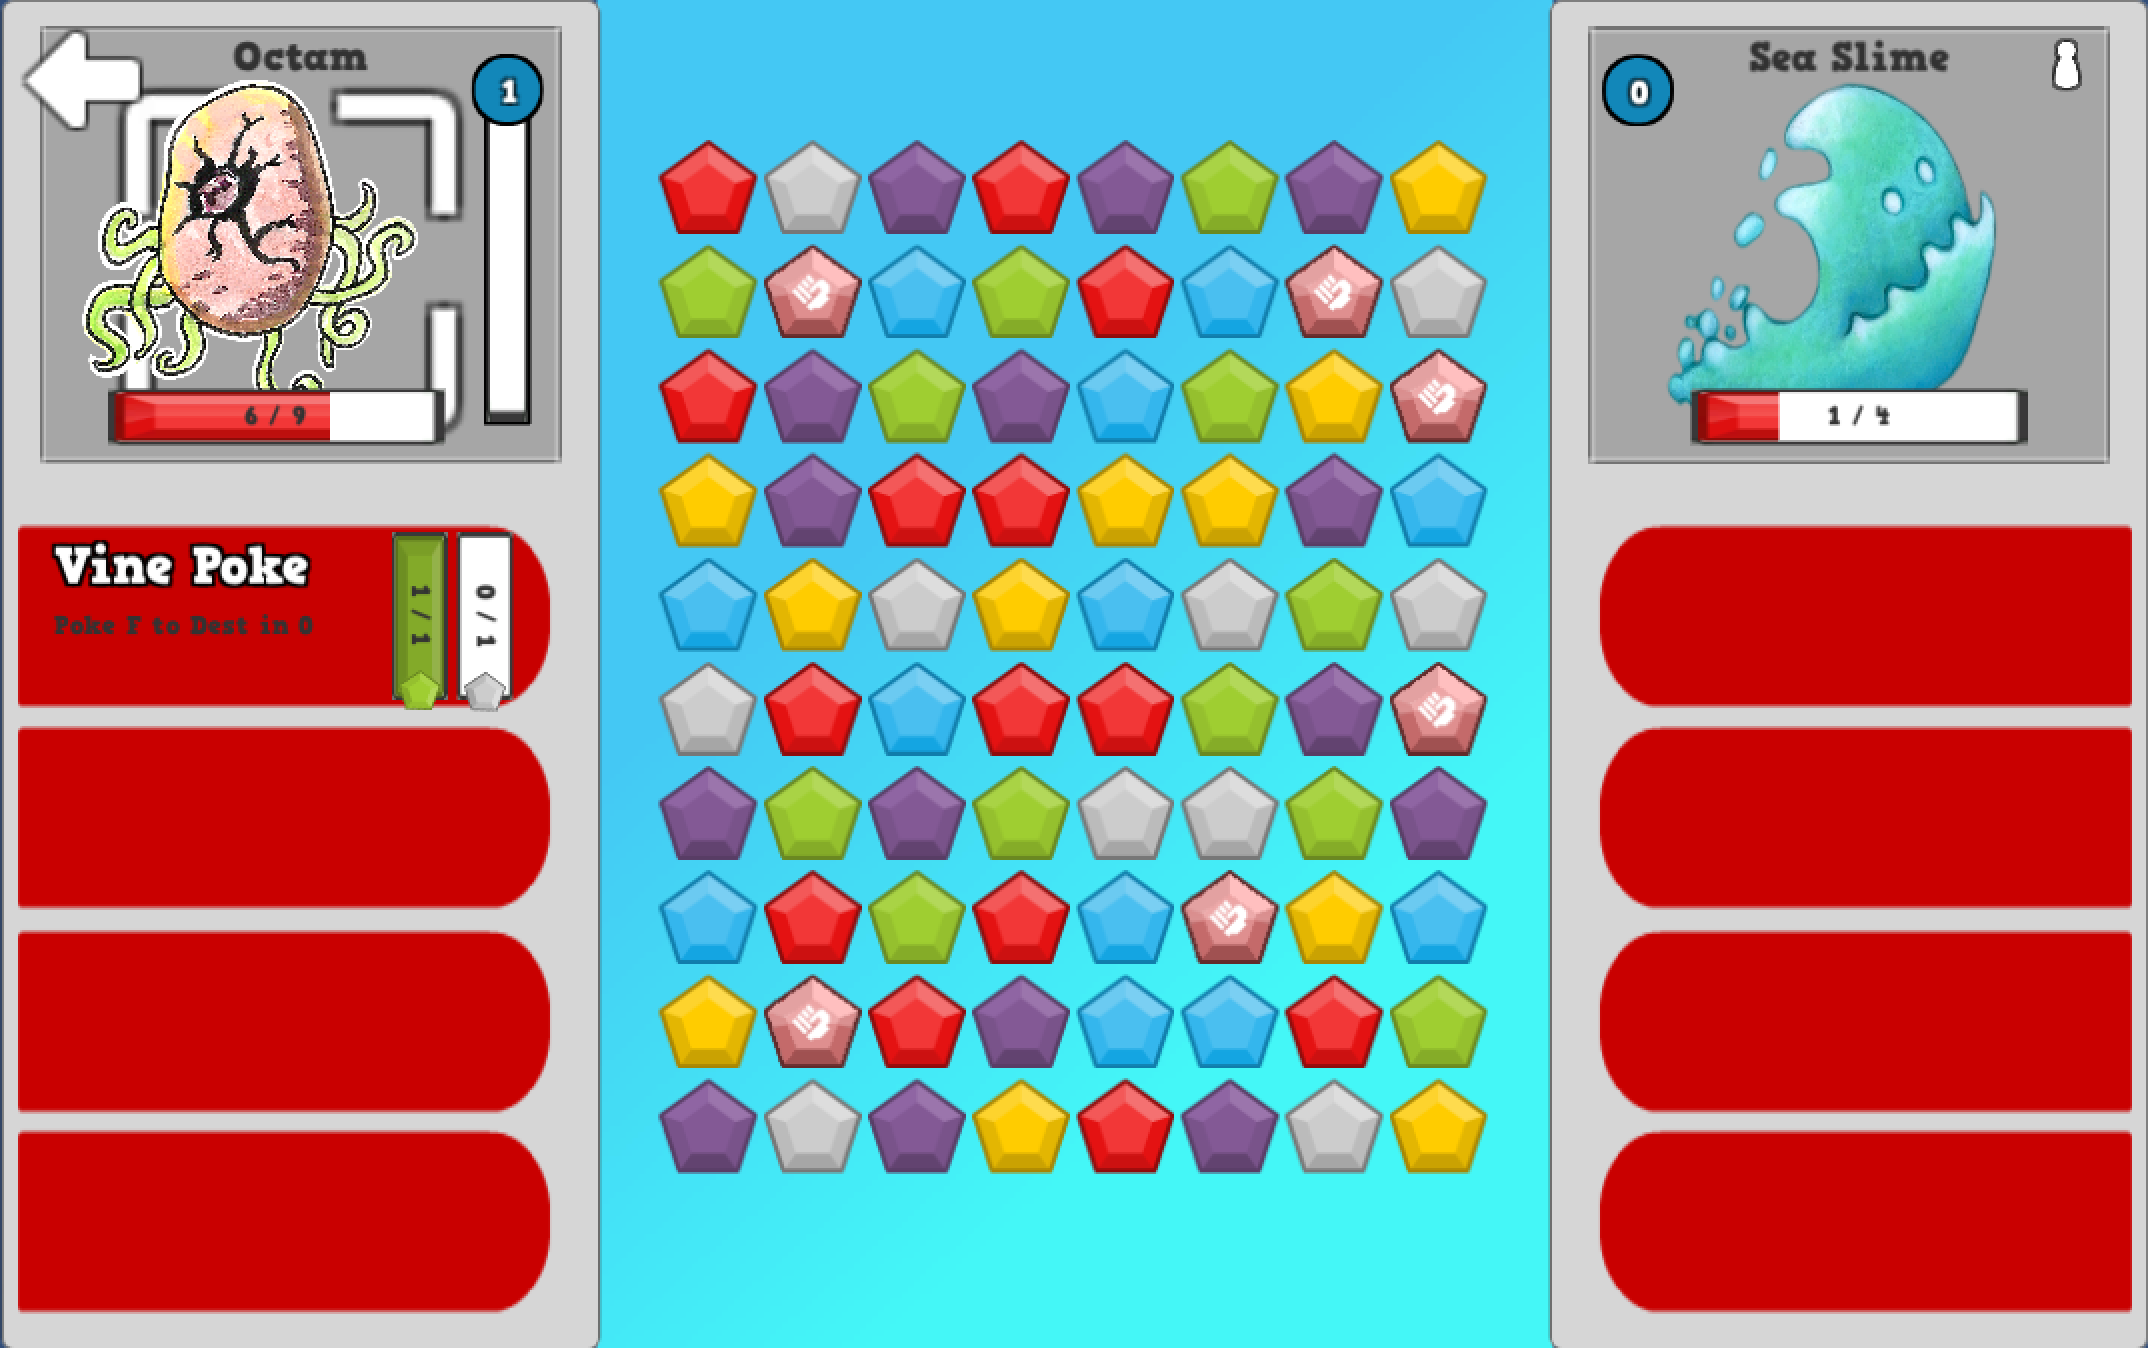 Octam
1
6 / 9
Vine Poke
Poke F to Dest in 0
1 / 1
0 / 1
Sea Slime
0
1 / 4